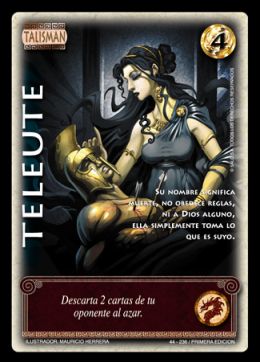 TALISMAN
4
TELEUTE
SU NOMBRE SIGNIFICA
MUERTE, NO OBEDECE REGLAS,
NI A DIOS ALGUNO,
ELLA SIMPLEMENTE TOMA LO
QUE ES SUYO.
Descarta 2 cartas de tu
oponente al azar.
ILUSTRADOR. MAURICIO HERRERA
44 - 236 / PRIMERA EDICION